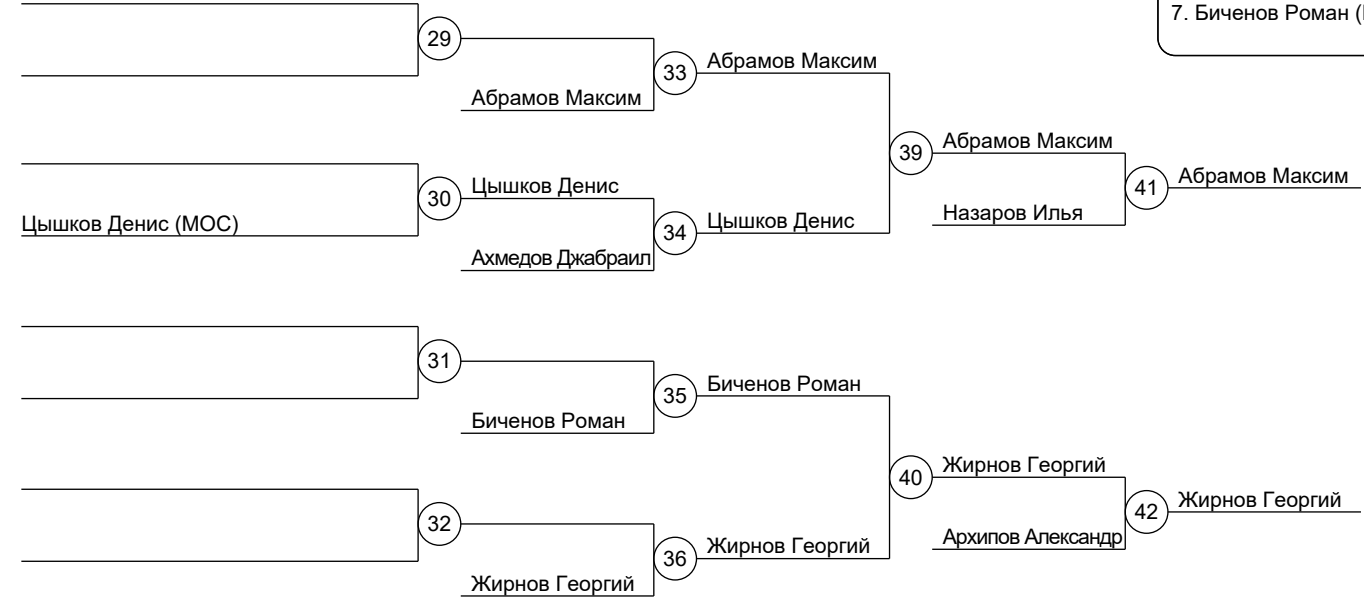 7. Биченов Роман (
29
33
Абрамов Максим
Абрамов Максим
39
Абрамов Максим
41
Абрамов Максим
30
Цышков Денис
Цышков Денис (МОС)
34
Цышков Денис
Назаров Илья
Ахмедов Джабраил
31
35
Биченов Роман
Биченов Роман
40
Жирнов Георгий
42
Жирнов Георгий
32
Архипов Александр
36
Жирнов Георгий
Жирнов Георгий